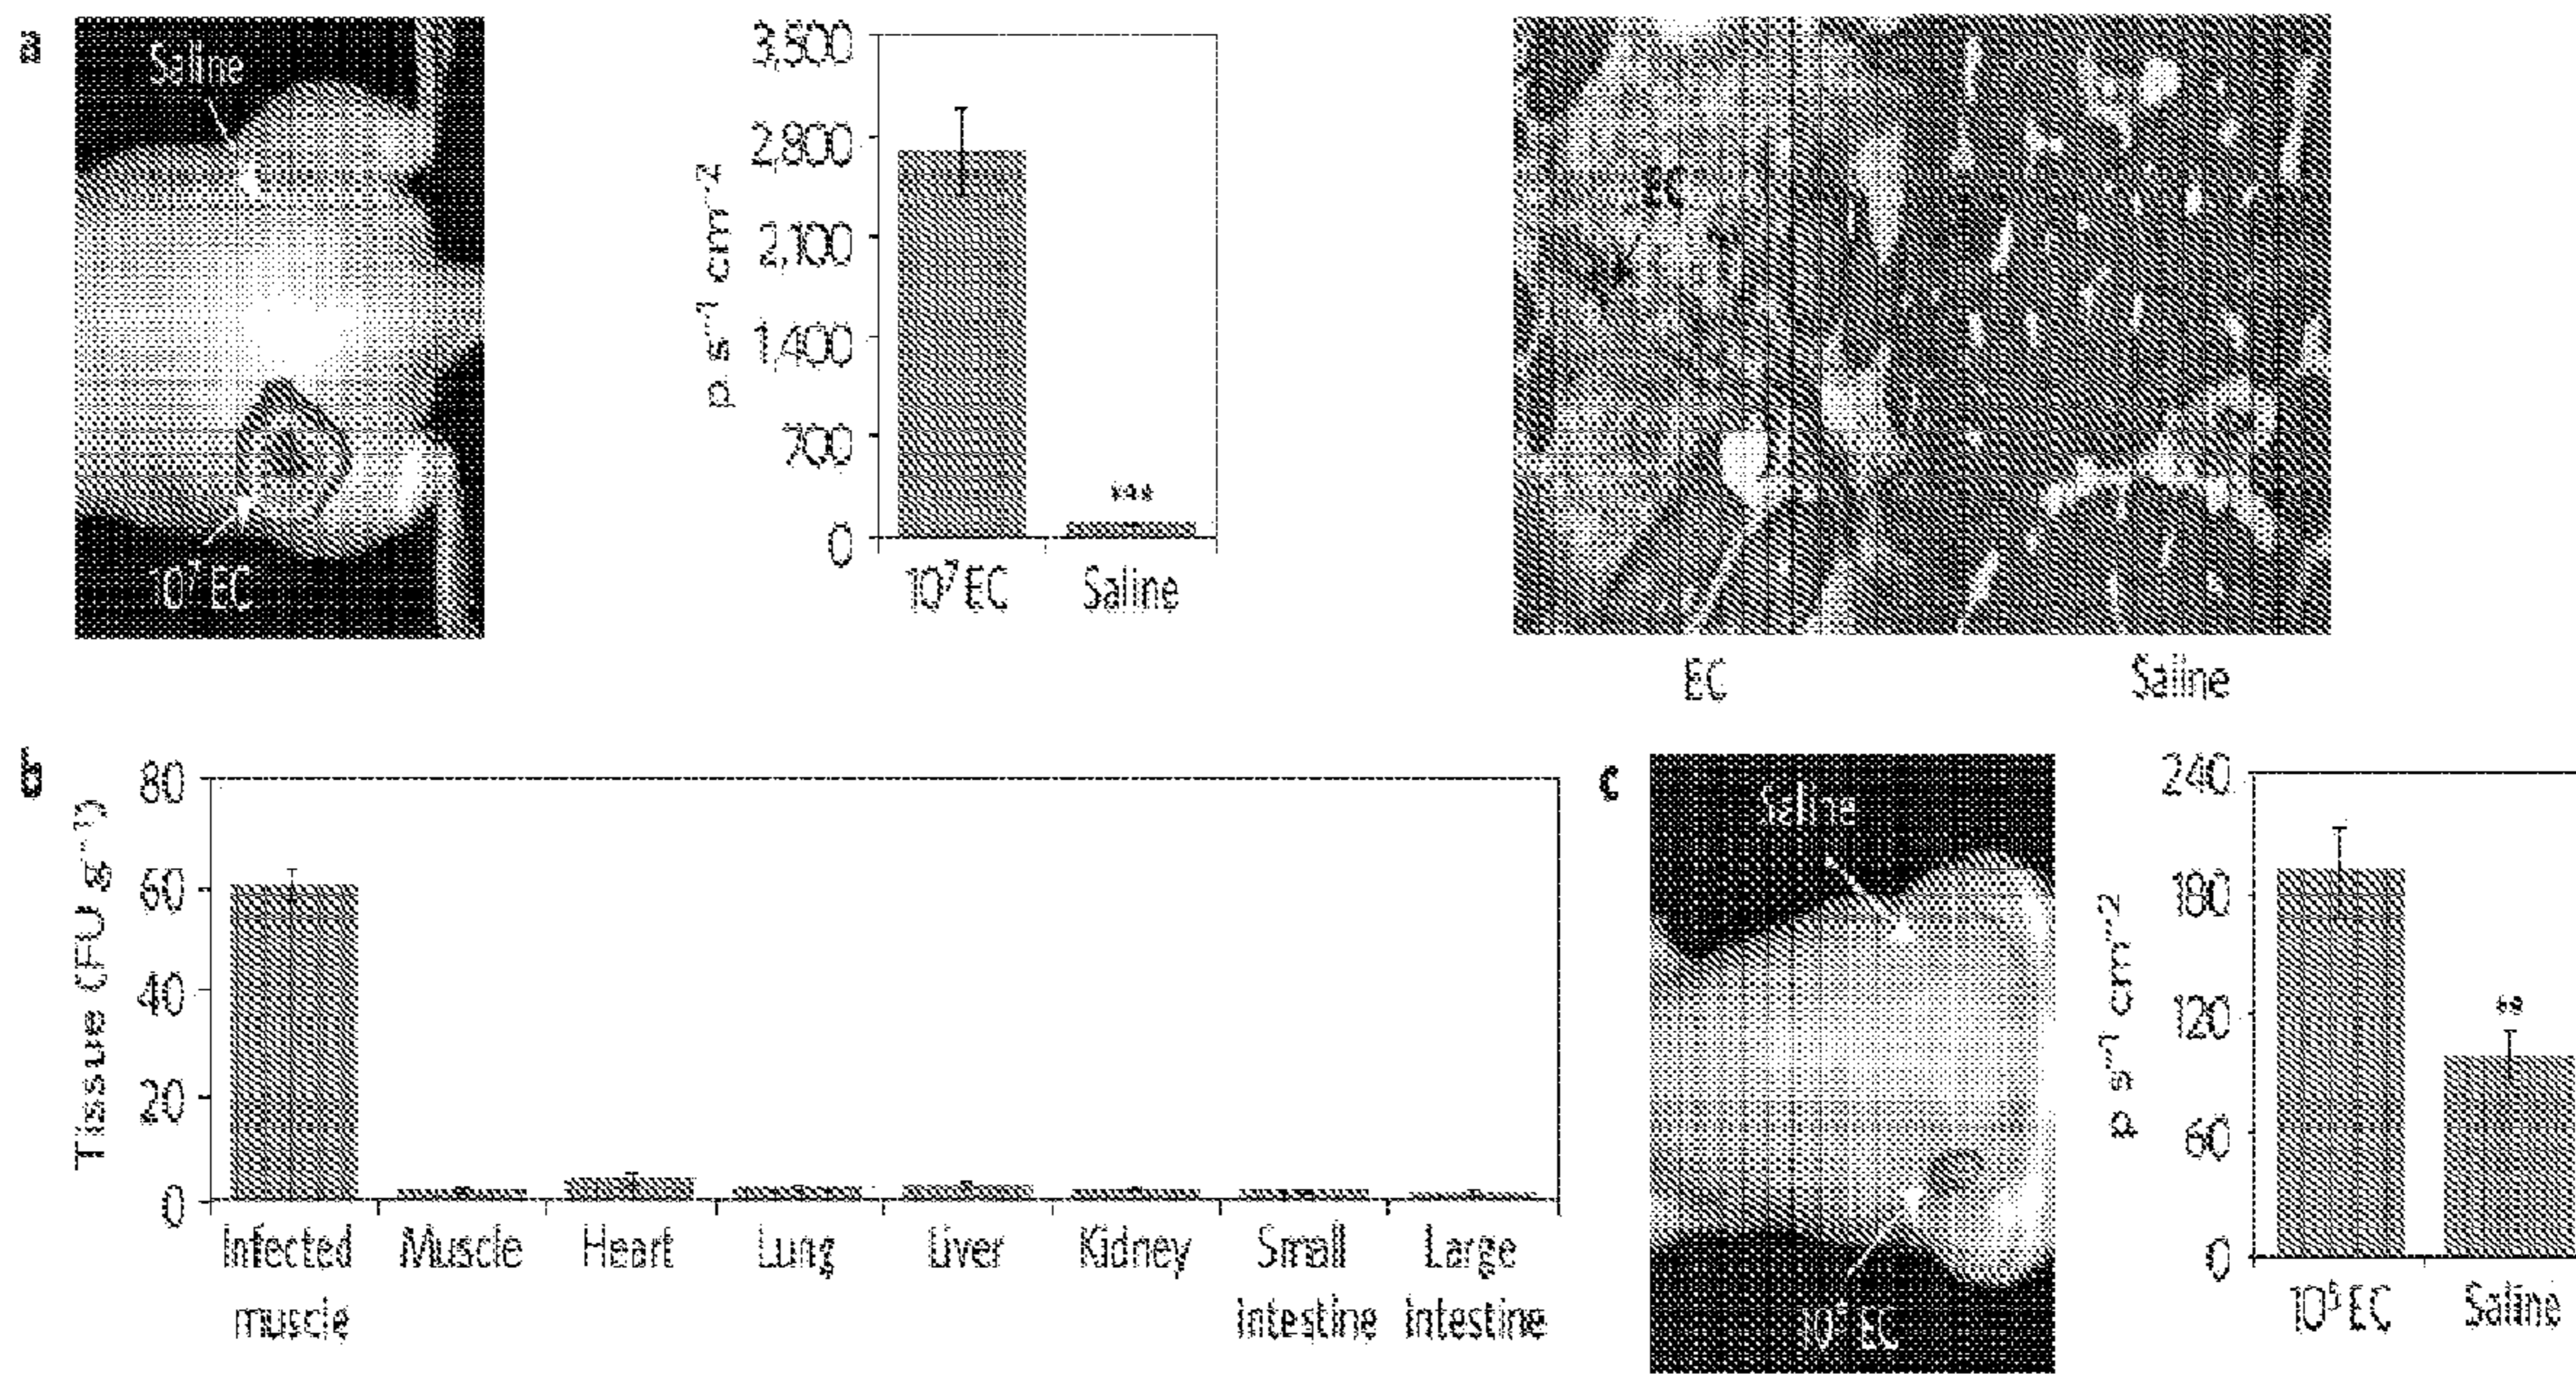 a
Saline
10⁷ EC
p s⁻¹ cm⁻²
3,500
2,800
2,100
1,400
700
0
***
10⁷ EC
Saline
EC
EC
Saline
b
Tissue (CFU g⁻¹)
80
60
40
20
0
Infected muscle
Muscle
Heart
Lung
Liver
Kidney
Small intestine
Large intestine
c
Saline
EC
p s⁻¹ cm⁻²
240
180
120
60
0
**
EC
Saline